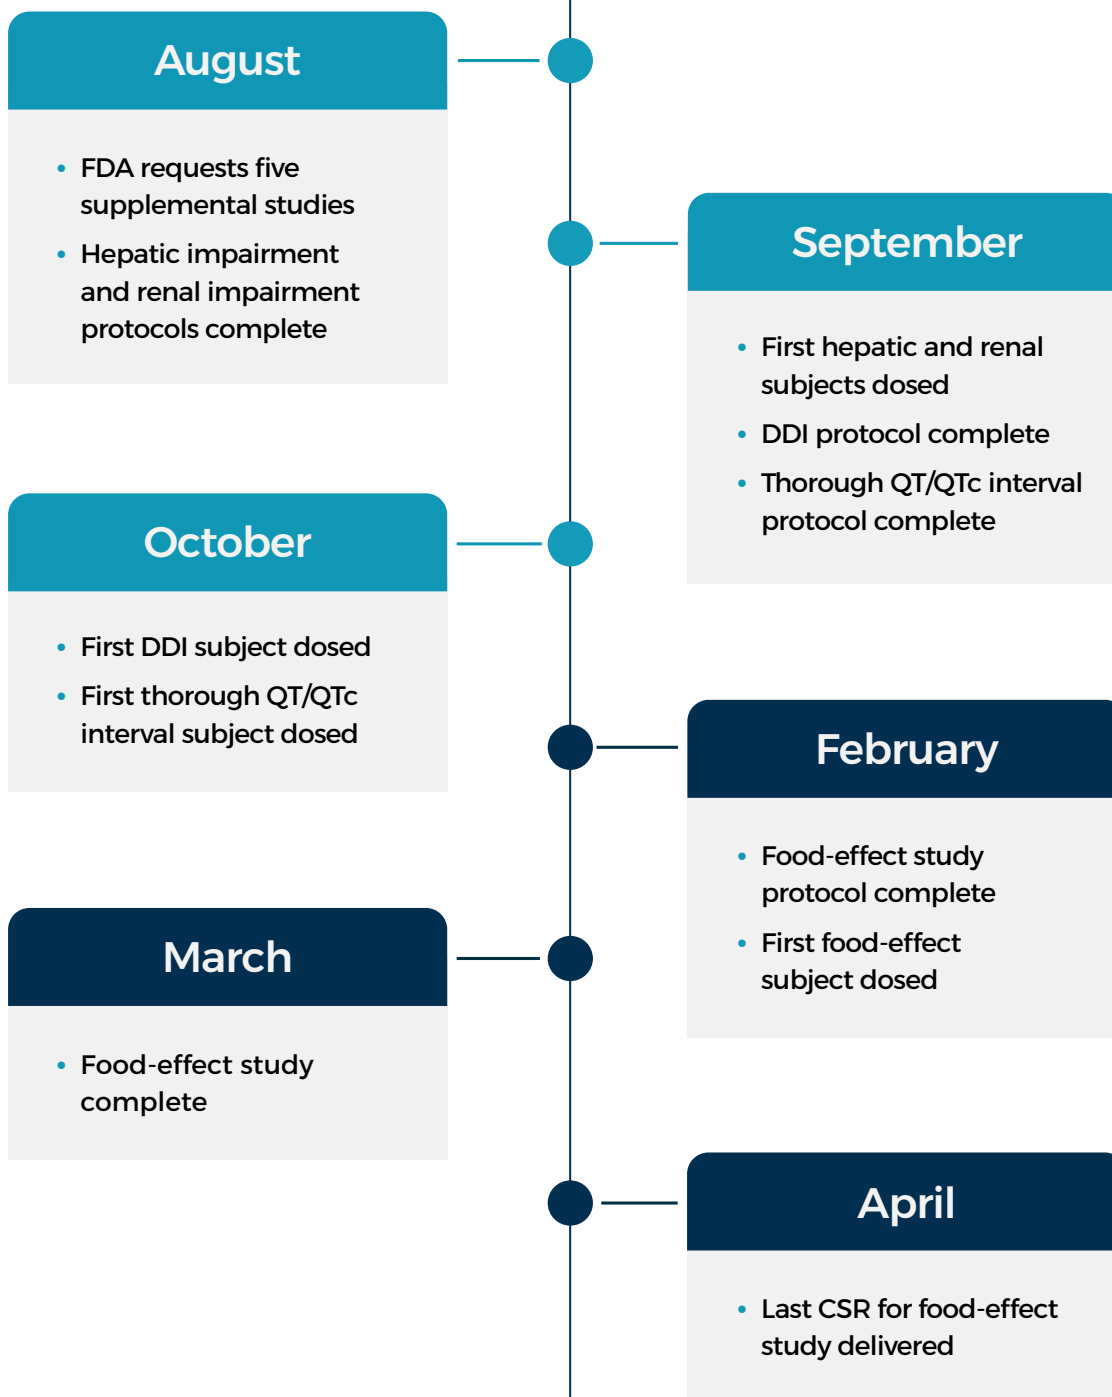 August
• FDA requests five
supplemental studies
• Hepatic impairment
and renal impairment
protocols complete
September
• First hepatic and renal
subjects dosed
• DDI protocol complete
• Thorough QT/QTc interval
protocol complete
October
• First DDI subject dosed
• First thorough QT/QTc
interval subject dosed
February
• Food-effect study
protocol complete
• First food-effect
subject dosed
March
• Food-effect study
complete
April
• Last CSR for food-effect
study delivered